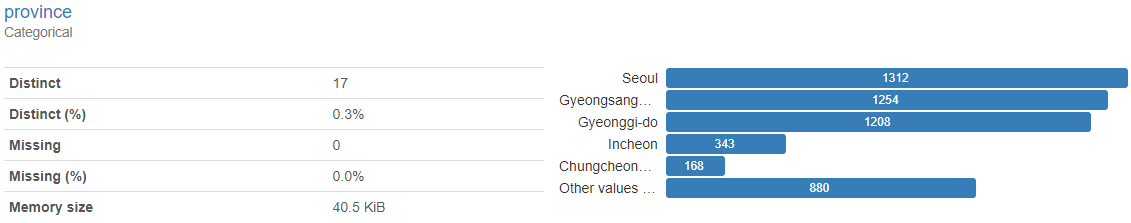 province
Categorical
Distinct 17
Distinct (%) 0.3%
Missing 0
Missing (%) 0.0%
Memory size 40.5 KiB
Seoul 1312
Gyeongsang… 1254
Gyeonggi-do 1208
Incheon 343
Chungcheon… 168
Other values … 880